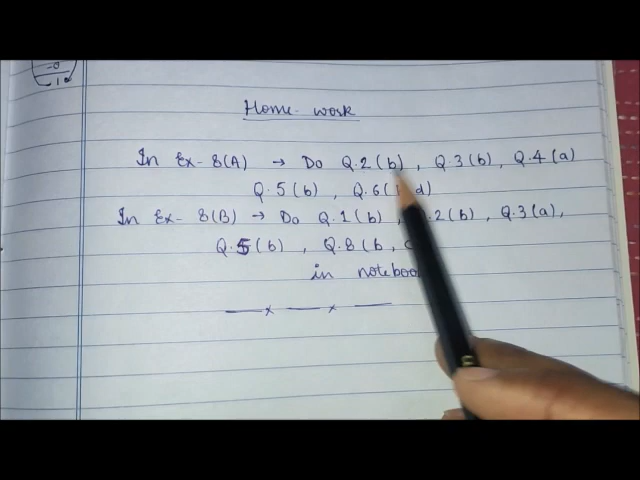 Home work
In Ex- 8(A) → Do Q.2(b), Q.3(b), Q.4(a)
Q.5(b), Q.6( d)
In Ex- 8(B) → Do Q.1(b), .2(b), Q.3(a),
Q.5(b), Q.8(b,
in